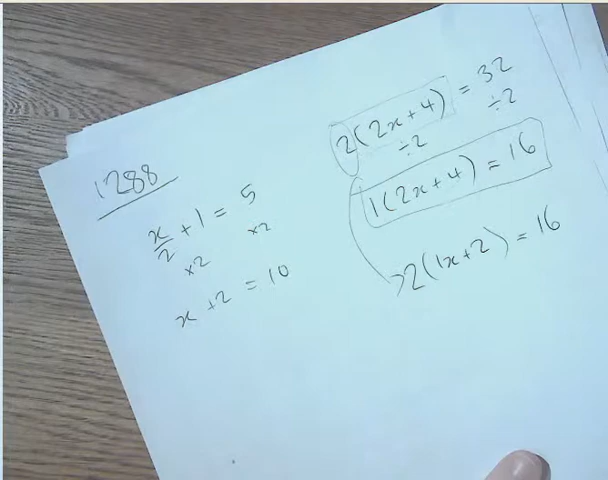 1288
x/2 + 1 = 5
×2 ×2
x + 2 = 10
2(2x+4) = 32
÷2 ÷2
1(2x+4) = 16
2(1x+2) = 16